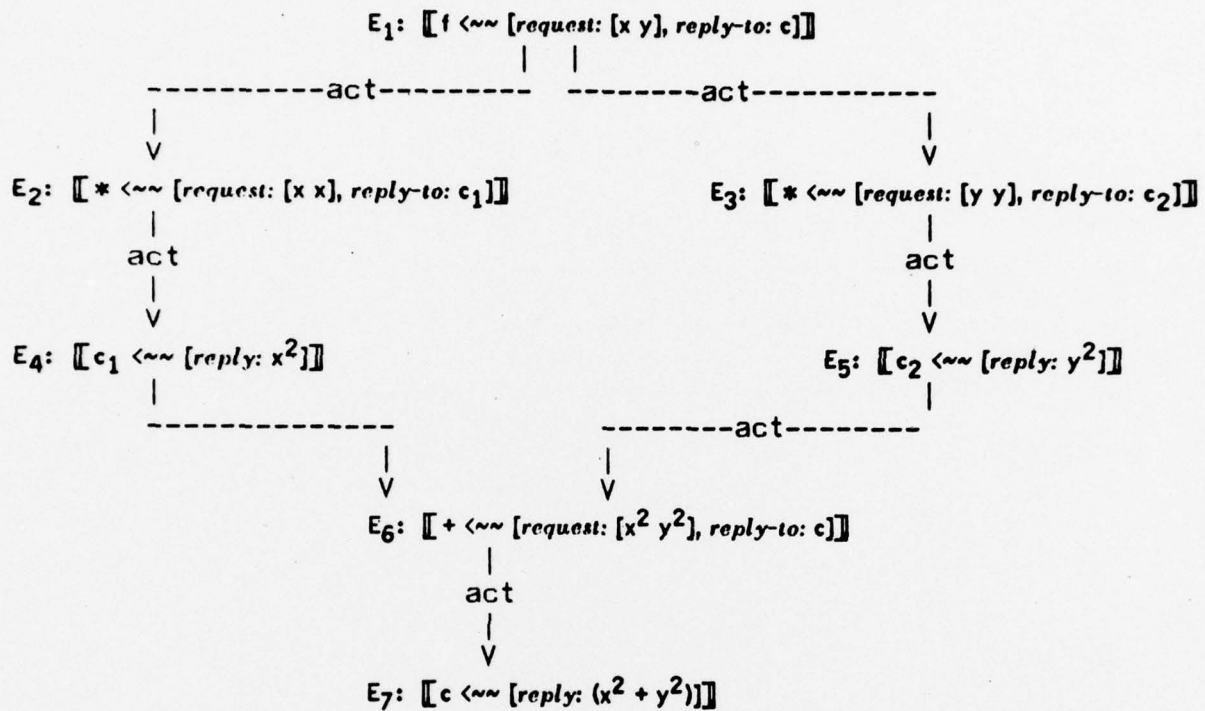 E₁: ⟦f <~~ [request: [x y], reply-to: c]⟧
act act
E₂: ⟦* <~~ [request: [x x], reply-to: c₁]⟧ E₃: ⟦* <~~ [request: [y y], reply-to: c₂]⟧
act act
E₄: ⟦c₁ <~~ [reply: x²]⟧ E₅: ⟦c₂ <~~ [reply: y²]⟧
act
E₆: ⟦+ <~~ [request: [x² y²], reply-to: c]⟧
act
E₇: ⟦c <~~ [reply: (x² + y²)]⟧